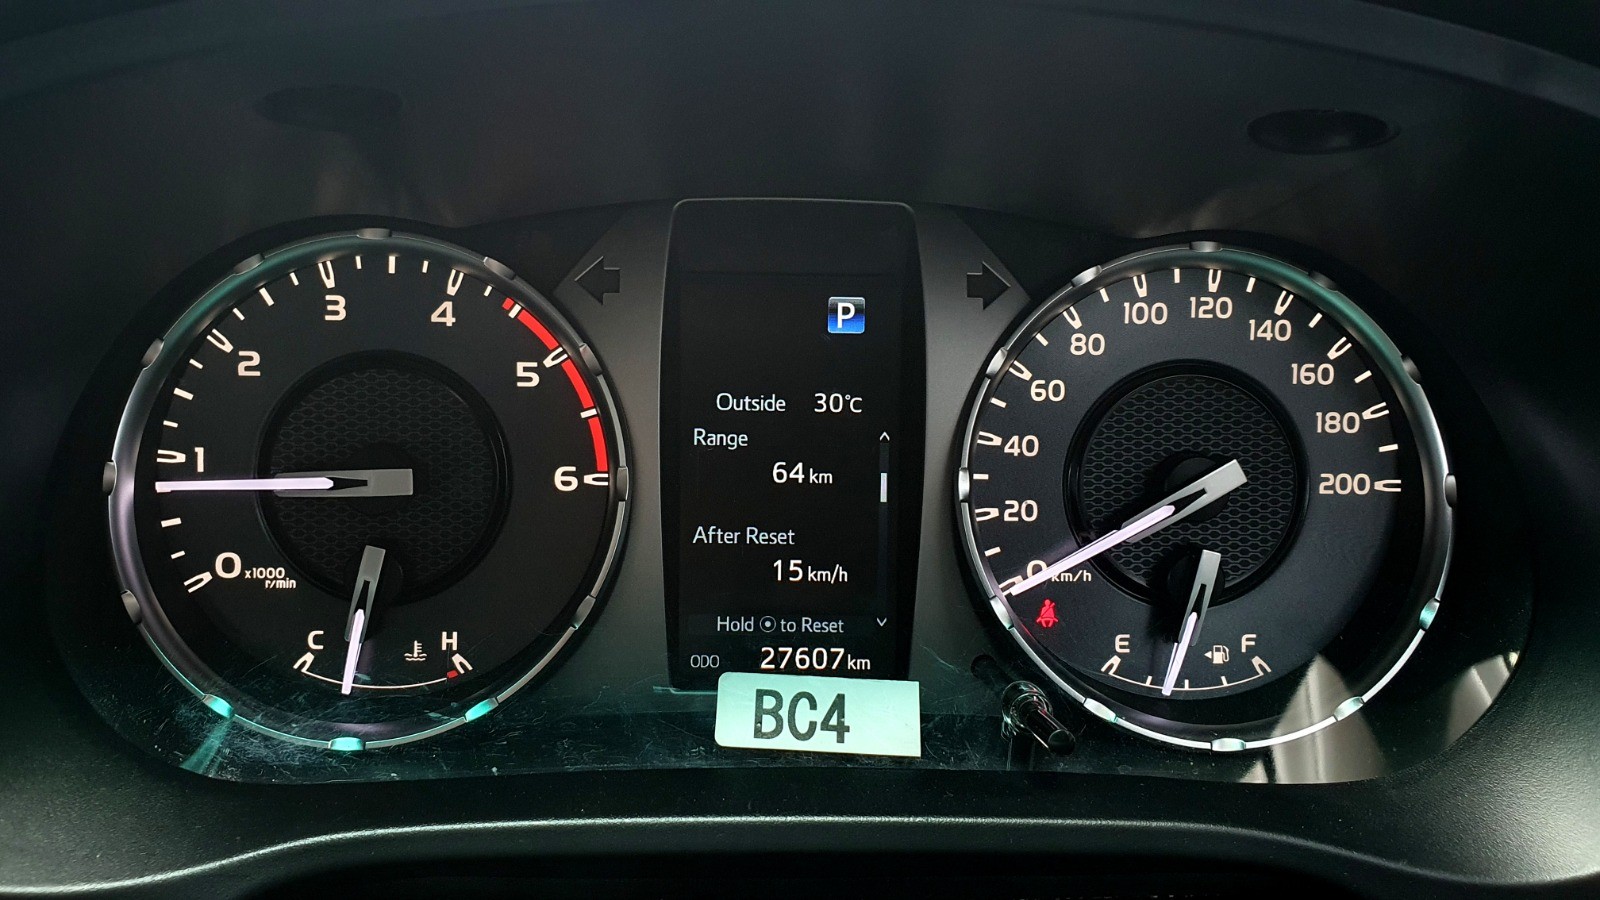 0
1
2
3
4
5
6
x1000
r/min
C
H
P
Outside 30°C
Range
64 km
After Reset
15 km/h
Hold ⦿ to Reset
ODO 27607 km
BC4
0
20
40
60
80
100
120
140
160
180
200
km/h
E
F